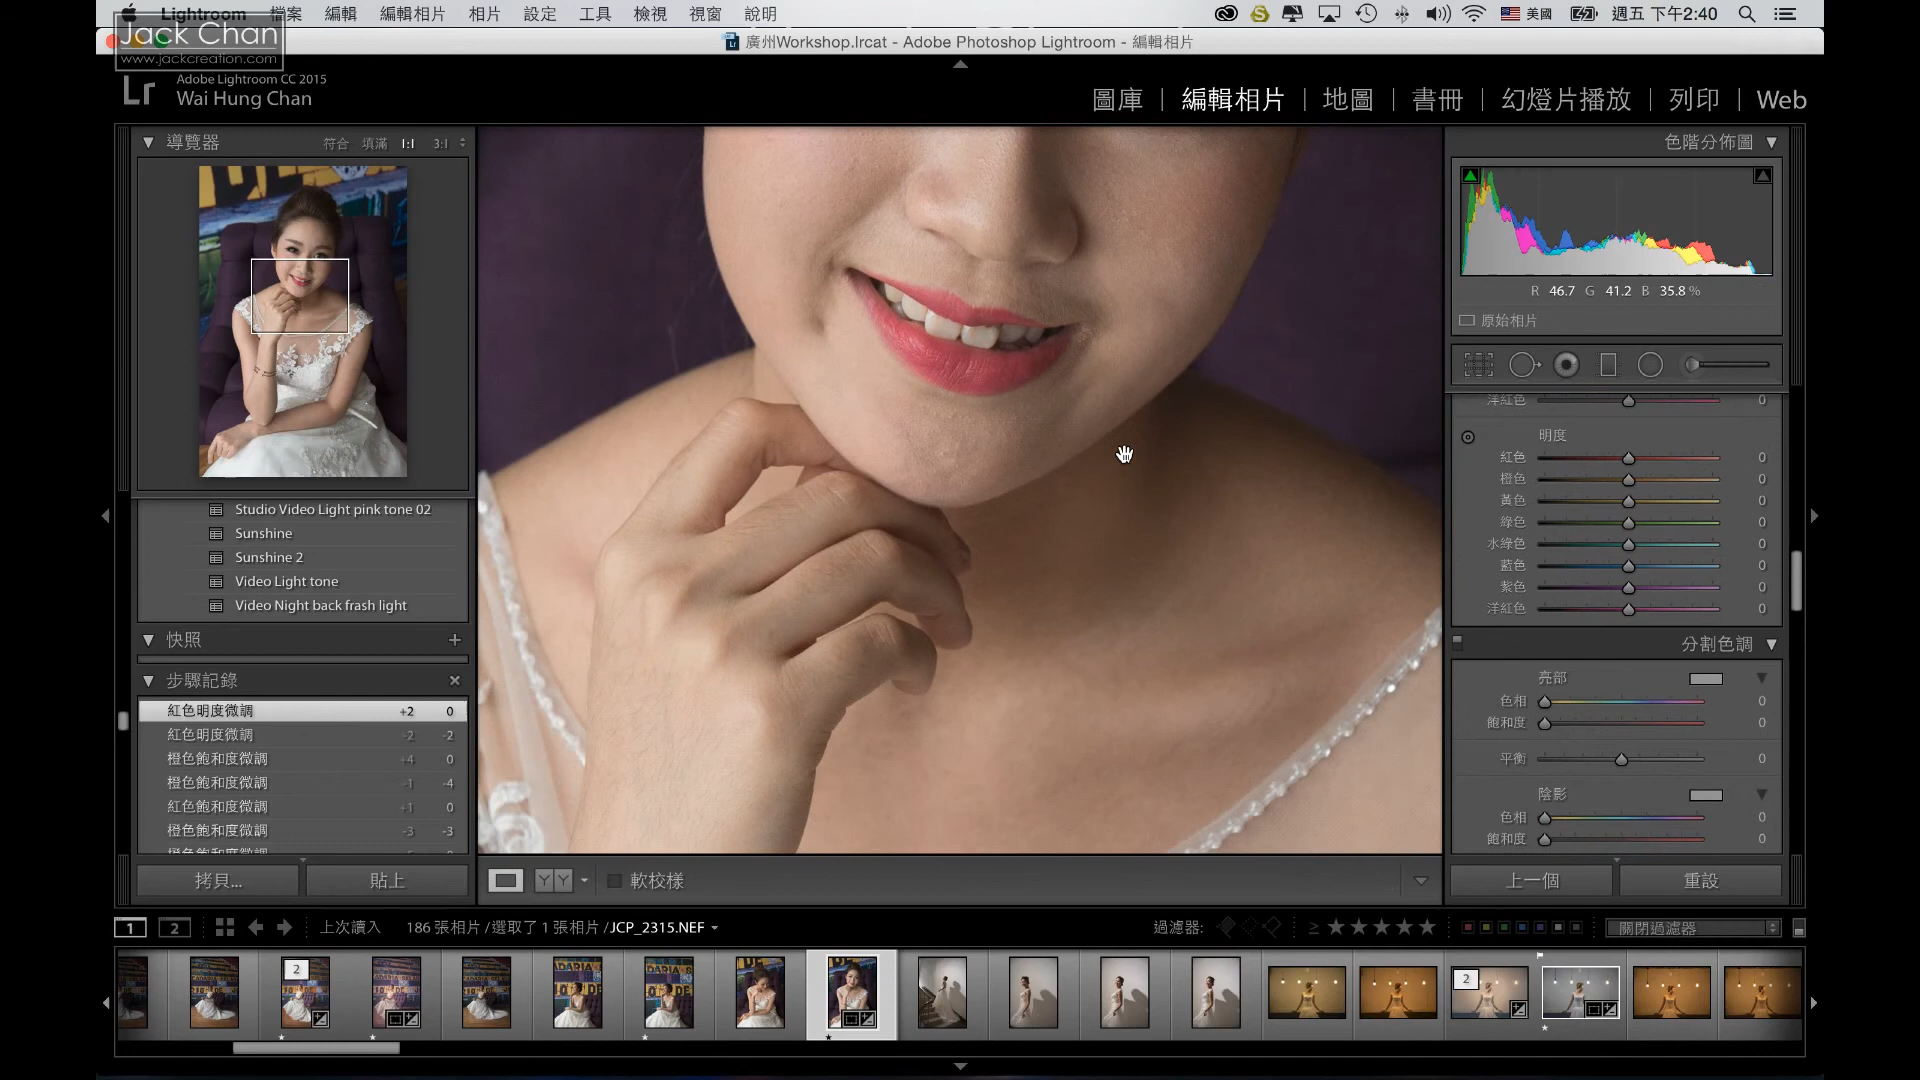 Lightroom 檔案 編輯 編輯相片 相片 設定 工具 檢視 視窗 說明 美國 週五 下午2:40
Jack Chan
www.jackcreation.com
廣州Workshop.lrcat - Adobe Photoshop Lightroom - 編輯相片
Lr
Adobe Lightroom CC 2015
Wai Hung Chan
圖庫 | 編輯相片 | 地圖 | 書冊 | 幻燈片播放 | 列印 | Web
導覽器 符合 填滿 1:1 3:1
Studio Video Light pink tone 02
Sunshine
Sunshine 2
Video Light tone
Video Night back frash light
快照 +
步驟記錄 ×
紅色明度微調 +2 0
紅色明度微調 -2 -2
橙色飽和度微調 +4 0
橙色飽和度微調 -1 -4
紅色飽和度微調 +1 0
橙色飽和度微調 -3 -3
拷貝... 貼上
YY 軟校樣
色階分佈圖
R 46.7 G 41.2 B 35.8 %
原始相片
洋紅色 0
明度
紅色 0
橙色 0
黃色 0
綠色 0
水綠色 0
藍色 0
紫色 0
洋紅色 0
分割色調
亮部
色相 0
飽和度 0
平衡 0
陰影
色相 0
飽和度 0
上一個 重設
1 2 上次讀入 186 張相片 /選取了 1 張相片 /JCP_2315.NEF 過濾器: ≥ ★★★★★ 關閉過濾器
2
2